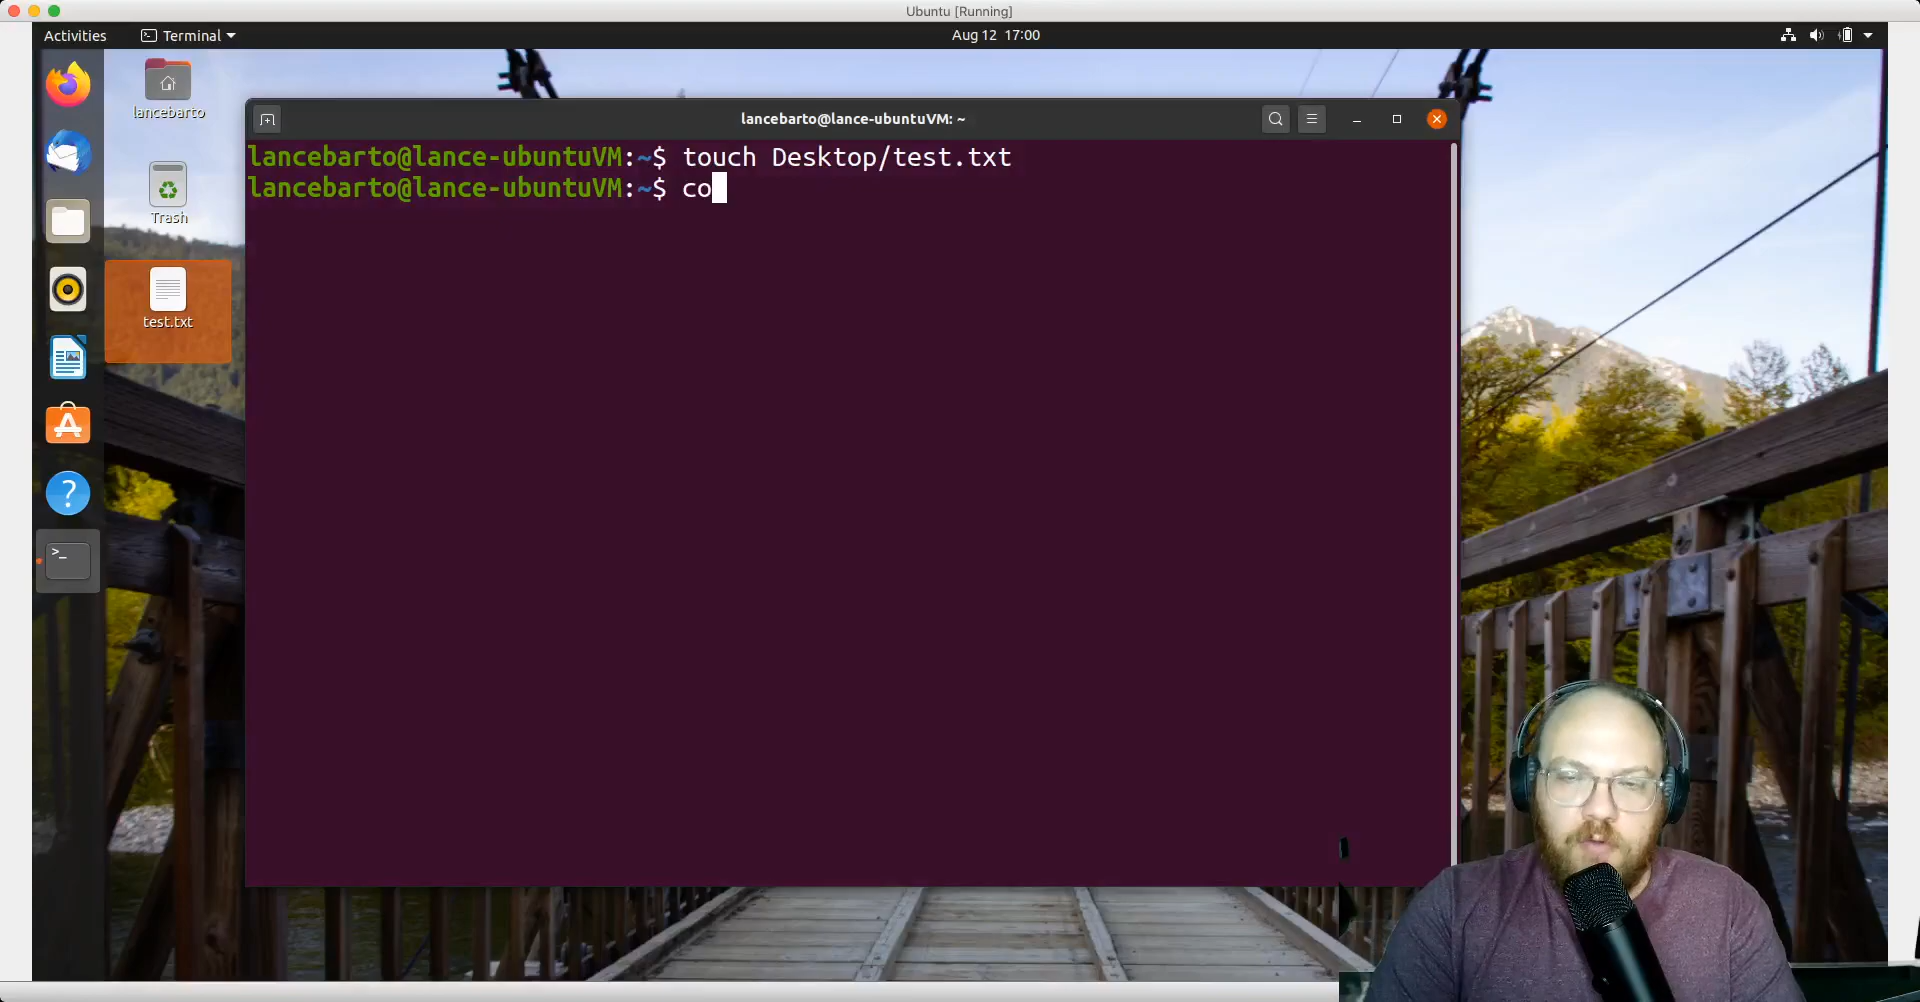 Ubuntu [Running]
Activities
Terminal
Aug 12 17:00
lancebarto
Trash
test.txt
lancebarto@lance-ubuntuVM: ~
lancebarto@lance-ubuntuVM:~$ touch Desktop/test.txt
lancebarto@lance-ubuntuVM:~$ co